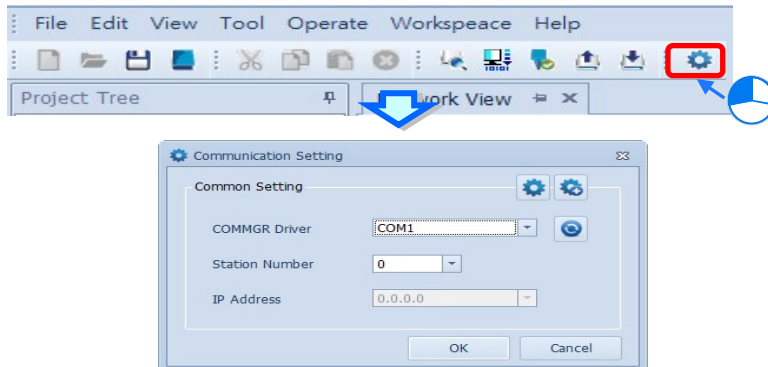 File Edit View Tool Operate Workspeace Help
Project Tree
ork View
Communication Setting
Common Setting
COMMGR Driver COM1
Station Number 0
IP Address 0.0.0.0
OK Cancel